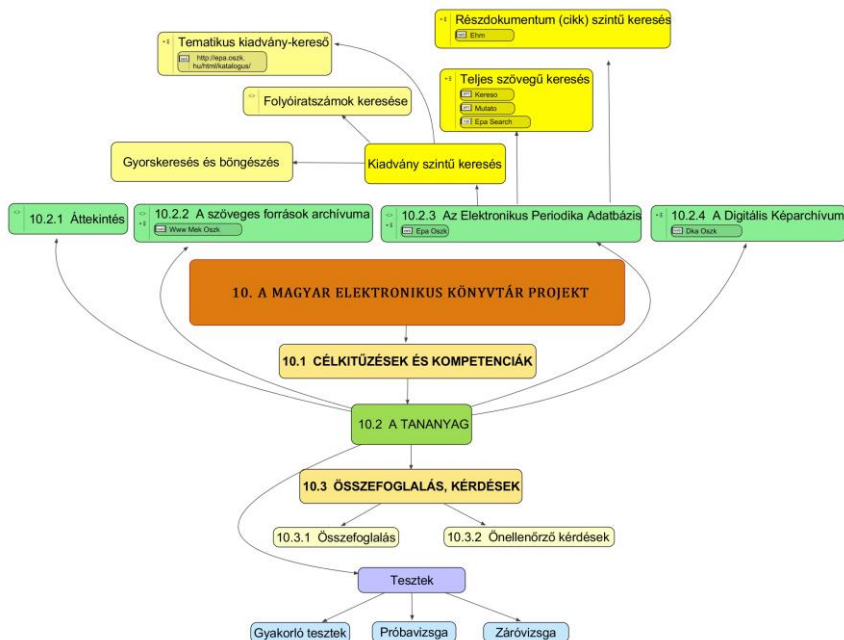 Részdokumentum (cikk) szintű keresés
Ehm
Tematikus kiadvány-kereső
http://epa.oszk.
hu/html/katalogus/
Teljes szövegű keresés
Kereso
Mutato
Epa Search
Folyóiratszámok keresése
Gyorskeresés és böngészés
Kiadvány szintű keresés
10.2.1 Áttekintés
10.2.2 A szöveges források archívuma
Www Mek Oszk
10.2.3 Az Elektronikus Periodika Adatbázis
Epa Oszk
10.2.4 A Digitális Képarchívum
Dka Oszk
10. A MAGYAR ELEKTRONIKUS KÖNYVTÁR PROJEKT
10.1 CÉLKITŰZÉSEK ÉS KOMPETENCIÁK
10.2 A TANANYAG
10.3 ÖSSZEFOGLALÁS, KÉRDÉSEK
10.3.1 Összefoglalás
10.3.2 Önellenőrző kérdések
Tesztek
Gyakorló tesztek
Próbavizsga
Záróvizsga